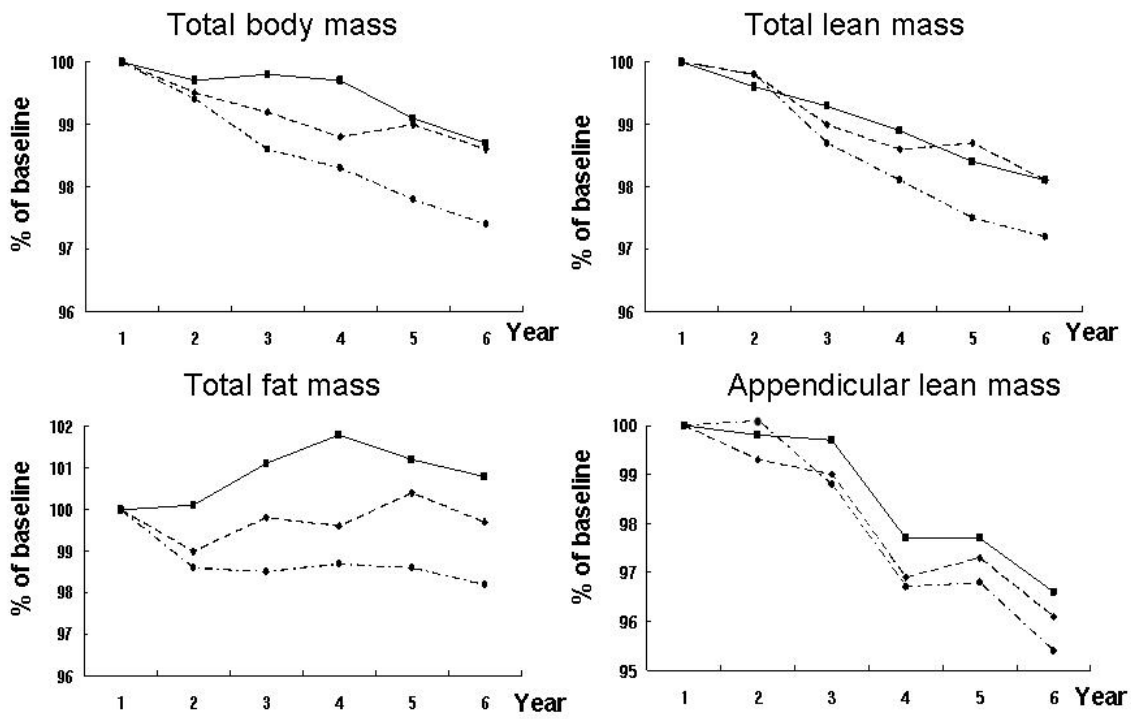 Total body mass
% of baseline
100
99
98
97
96
1 2 3 4 5 6 Year
Total lean mass
% of baseline
100
99
98
97
96
1 2 3 4 5 6 Year
Total fat mass
% of baseline
102
101
100
99
98
97
96
1 2 3 4 5 6 Year
Appendicular lean mass
% of baseline
100
99
98
97
96
95
1 2 3 4 5 6 Year